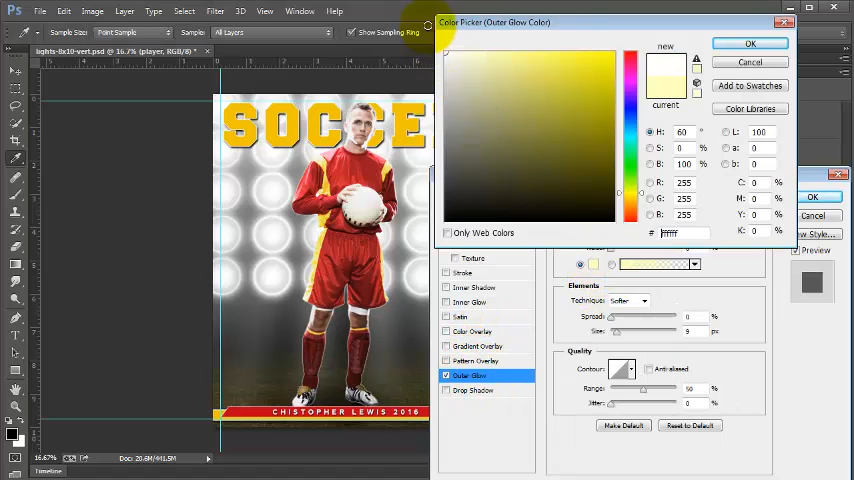 Ps File Edit Image Layer Type Select Filter 3D View Window Help
Sample Size: Point Sample Sample: All Layers Show Sampling Ring
lights-8x10-vert.psd @ 16.7% (player, RGB/8) * ×
SOCCE
CHISTOPHER LEWIS 2016
16.67% Doc: 20.6M/441.5M
Timeline
Color Picker (Outer Glow Color)
new
current
OK
Cancel
Add to Swatches
Color Libraries
H: 60 ° L: 100
S: 0 % a: 0
B: 100 % b: 0
R: 255 C: 0 %
G: 255 M: 0 %
B: 255 Y: 0 %
# ffffff K: 0 %
Only Web Colors
OK
Cancel
New Style...
Preview
Texture
Stroke
Inner Shadow
Inner Glow
Satin
Color Overlay
Gradient Overlay
Pattern Overlay
Outer Glow
Drop Shadow
Elements
Technique: Softer
Spread: 0 %
Size: 9 px
Quality
Contour: Anti-aliased
Range: 50 %
Jitter: 0 %
Make Default Reset to Default